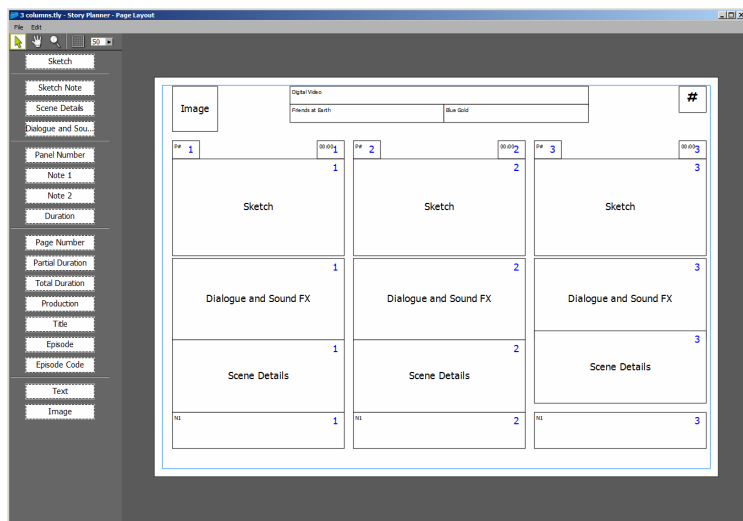 3 columns.tly - Story Planner - Page Layout
File Edit
50
Sketch
Sketch Note
Scene Details
Dialogue and Sou...
Panel Number
Note 1
Note 2
Duration
Page Number
Partial Duration
Total Duration
Production
Title
Episode
Episode Code
Text
Image
Image
Digital Video
Friends at Earth
Blue Gold
#
P# 1 00:00 1
P# 2 00:00 2
P# 3 00:00 3
1 2 3
Sketch Sketch Sketch
1 2 3
Dialogue and Sound FX Dialogue and Sound FX Dialogue and Sound FX
1 2 3
Scene Details Scene Details Scene Details
N1 1 N1 2 N1 3